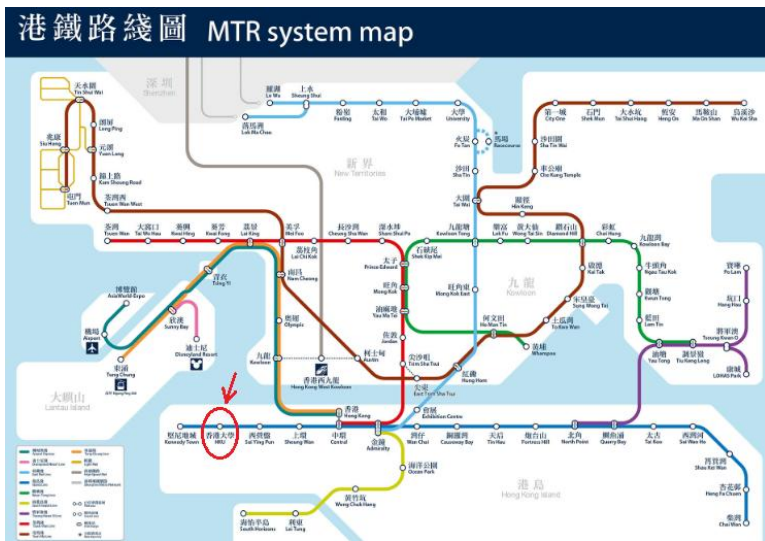 港鐵路綫圖 MTR system map
深圳
Shenzhen
羅湖
Lo Wu
上水
Sheung Shui
粉嶺
Fanling
太和
Tai Wo
大埔墟
Tai Po Market
大學
University
落馬洲
Lok Ma Chau
火炭
Fo Tan
馬場
Racecourse
沙田
Sha Tin
大圍
Tai Wai
第一城
City One
石門
Shek Mun
大水坑
Tai Shui Hang
恆安
Heng On
馬鞍山
Ma On Shan
烏溪沙
Wu Kai Sha
沙田圍
Sha Tin Wai
車公廟
Che Kung Temple
顯徑
Hin Keng
天水圍
Tin Shui Wai
朗屏
Long Ping
兆康
Siu Hong
元朗
Yuen Long
錦上路
Kam Sheung Road
屯門
Tuen Mun
荃灣西
Tsuen Wan West
新界
New Territories
荃灣
Tsuen Wan
大窩口
Tai Wo Hau
葵興
Kwai Hing
葵芳
Kwai Fong
荔景
Lai King
美孚
Mei Foo
荔枝角
Lai Chi Kok
長沙灣
Cheung Sha Wan
深水埗
Sham Shui Po
太子
Prince Edward
石硤尾
Shek Kip Mei
九龍塘
Kowloon Tong
樂富
Lok Fu
黃大仙
Wong Tai Sin
鑽石山
Diamond Hill
彩虹
Choi Hung
九龍灣
Kowloon Bay
牛頭角
Ngau Tau Kok
觀塘
Kwun Tong
藍田
Lam Tin
油塘
Yau Tong
調景嶺
Tiu Keng Leng
將軍澳
Tseung Kwan O
坑口
Hang Hau
寶琳
Po Lam
康城
LOHAS Park
啟德
Kai Tak
宋皇臺
Sung Wong Toi
土瓜灣
To Kwa Wan
九龍
Kowloon
何文田
Ho Man Tin
黃埔
Whampoa
旺角東
Mong Kok East
旺角
Mong Kok
油麻地
Yau Ma Tei
佐敦
Jordan
尖沙咀
Tsim Sha Tsui
尖東
East Tsim Sha Tsui
紅磡
Hung Hom
柯士甸
Austin
香港西九龍
Hong Kong West Kowloon
南昌
Nam Cheong
奧運
Olympic
九龍
Kowloon
青衣
Tsing Yi
博覽館
AsiaWorld-Expo
機場
Airport
欣澳
Sunny Bay
迪士尼
Disneyland Resort
東涌
Tung Chung
大嶼山
Lantau Island
香港
Hong Kong
會展
Exhibition Centre
堅尼地城
Kennedy Town
香港大學
HKU
西營盤
Sai Ying Pun
上環
Sheung Wan
中環
Central
金鐘
Admiralty
灣仔
Wan Chai
銅鑼灣
Causeway Bay
天后
Tin Hau
炮台山
Fortress Hill
北角
North Point
鰂魚涌
Quarry Bay
太古
Tai Koo
西灣河
Sai Wan Ho
筲箕灣
Shau Kei Wan
杏花邨
Heng Fa Chuen
柴灣
Chai Wan
海洋公園
Ocean Park
黃竹坑
Wong Chuk Hang
利東
Lei Tung
海怡半島
South Horizons
港島
Hong Kong Island